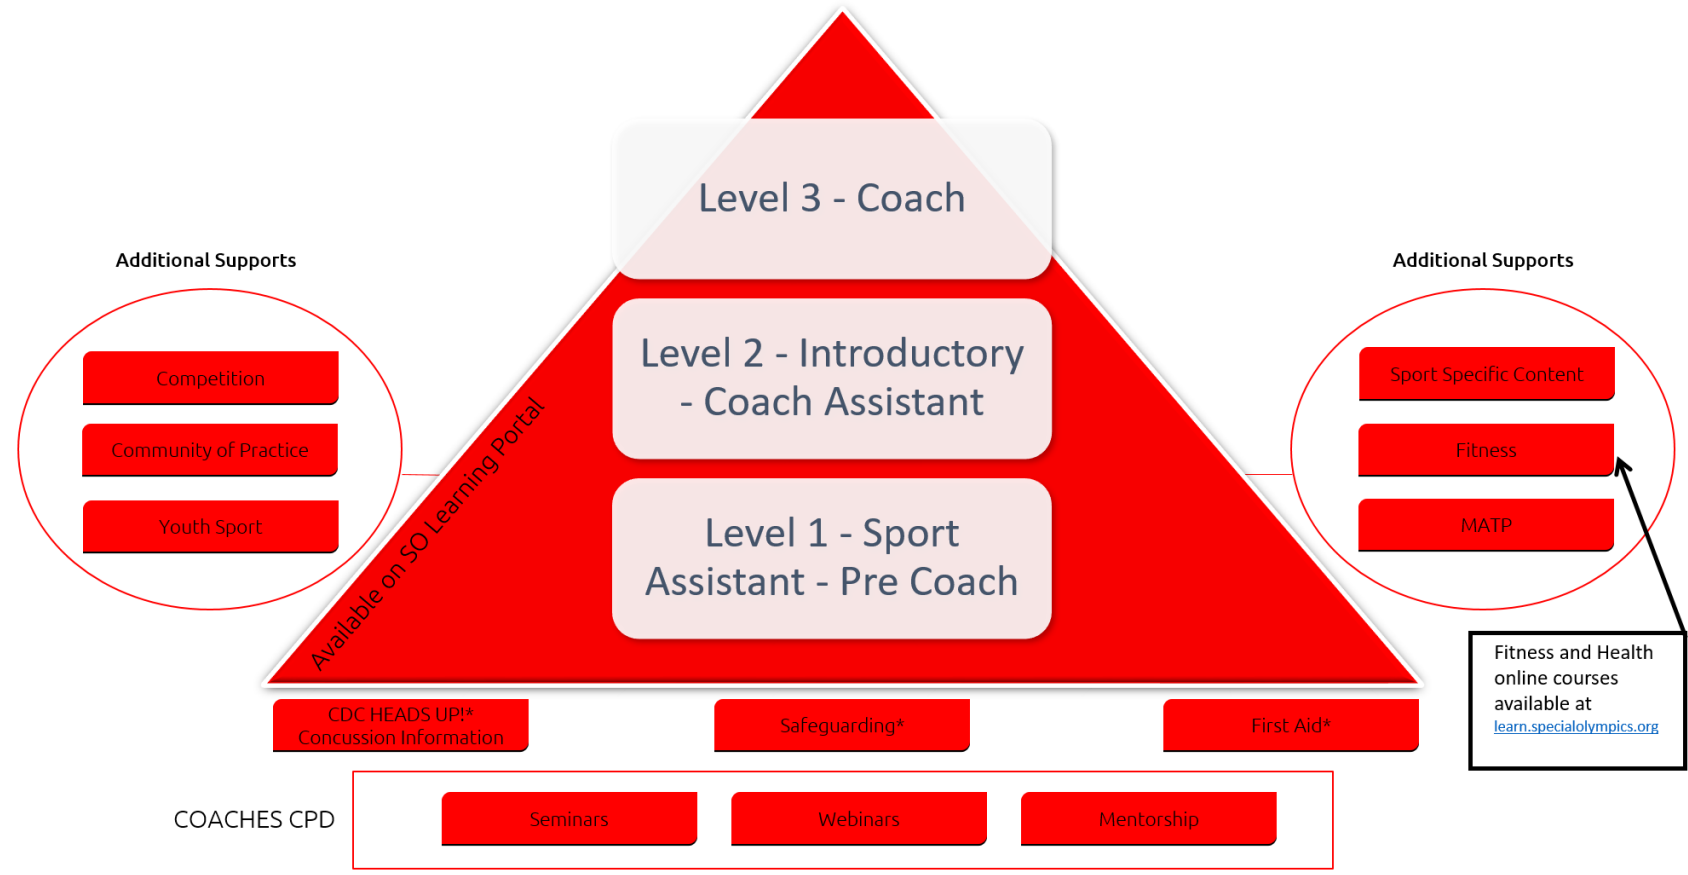 Level 3 - Coach
Level 2 - Introductory
- Coach Assistant
Level 1 - Sport
Assistant - Pre Coach
Available on SO Learning Portal
Additional Supports
Competition
Community of Practice
Youth Sport
Additional Supports
Sport Specific Content
Fitness
MATP
Fitness and Health
online courses
available at
learn.specialolympics.org
CDC HEADS UP!*
Concussion Information
Safeguarding*
First Aid*
COACHES CPD
Seminars
Webinars
Mentorship